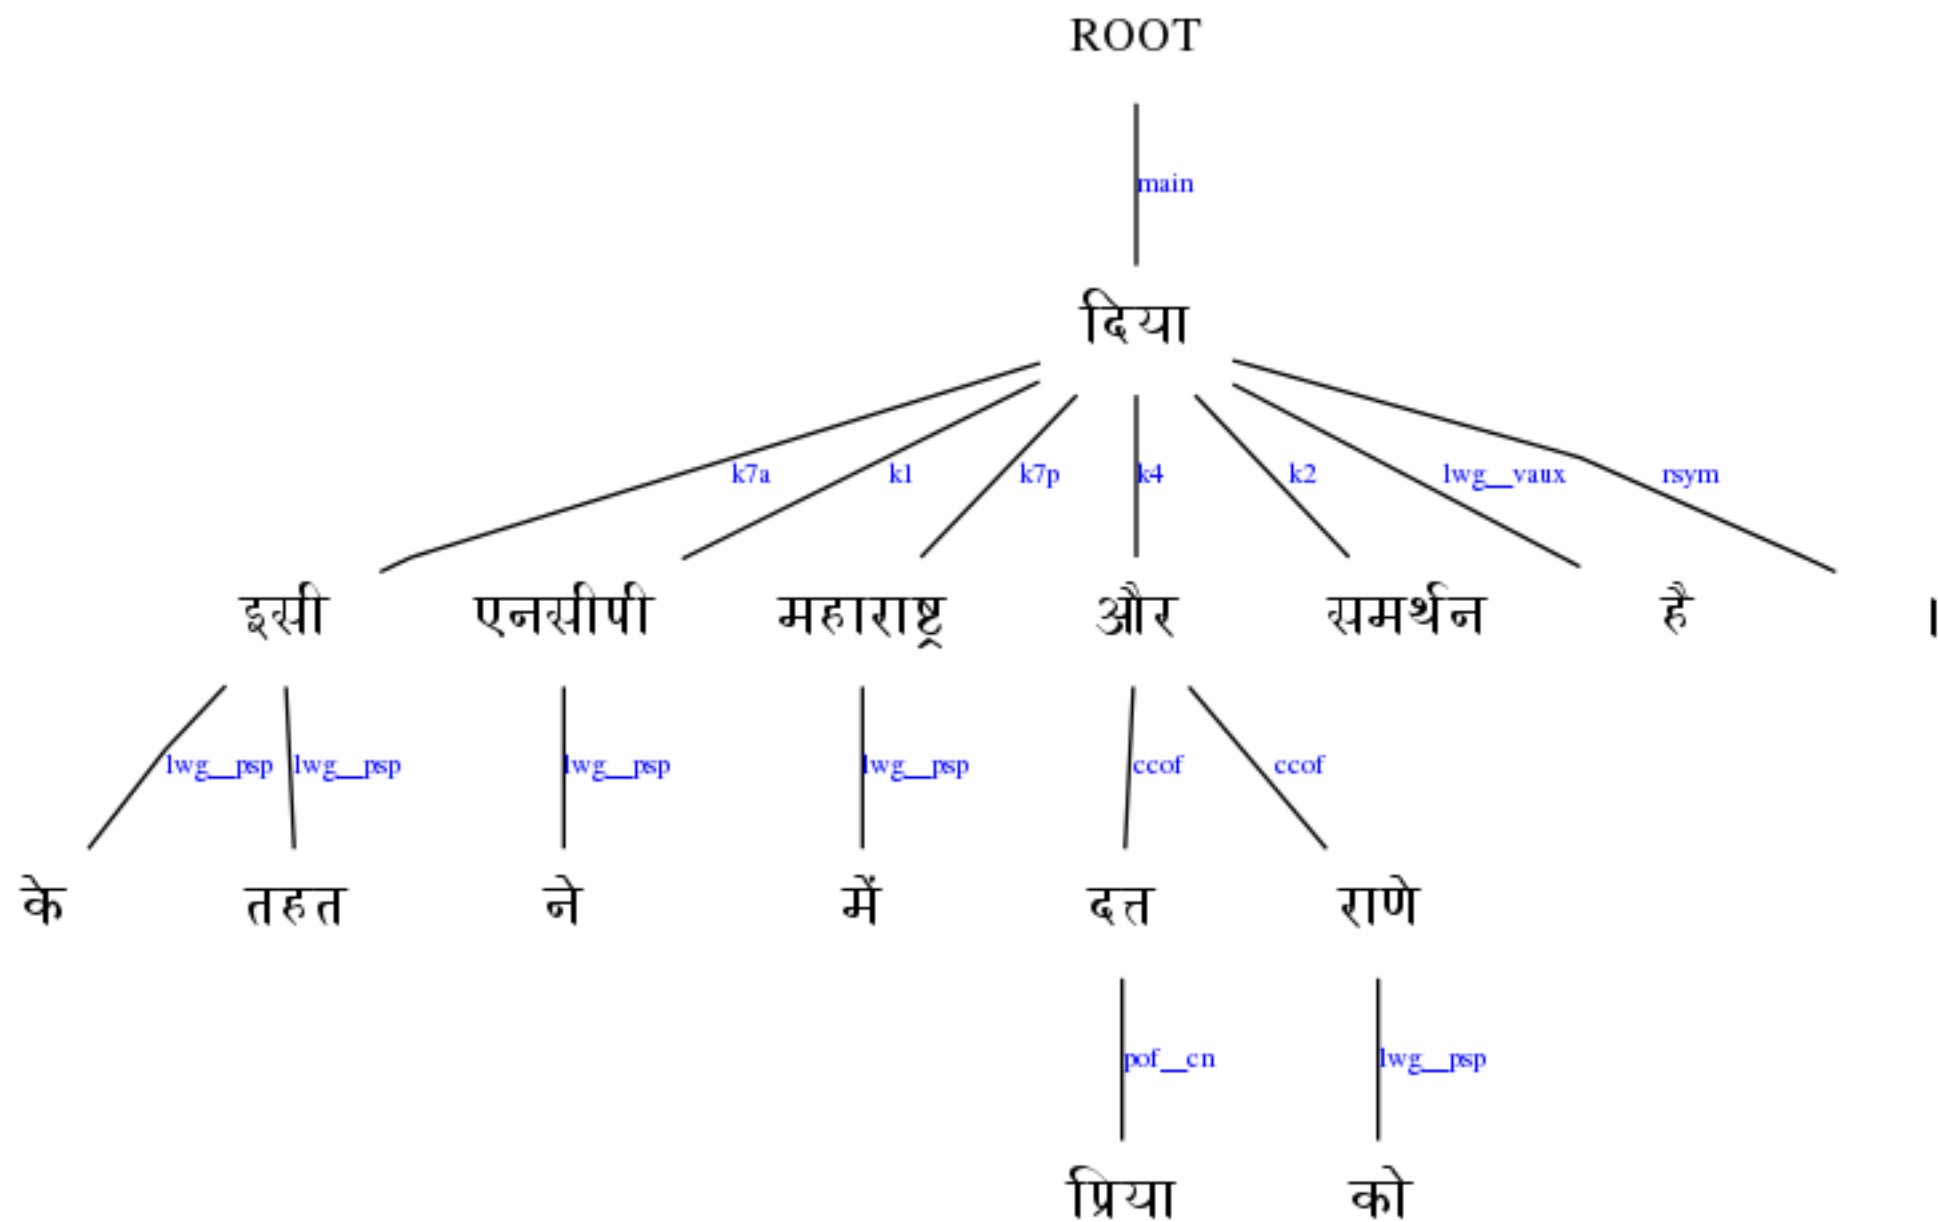 ROOT
main
दिया
k7a k1 k7p k4 k2 lwg__vaux rsym
इसी एनसीपी महाराष्ट्र और समर्थन है ।
lwg__psp lwg__psp lwg__psp lwg__psp ccof ccof
के तहत ने में दत्त राणे
pof__cn lwg__psp
प्रिया को